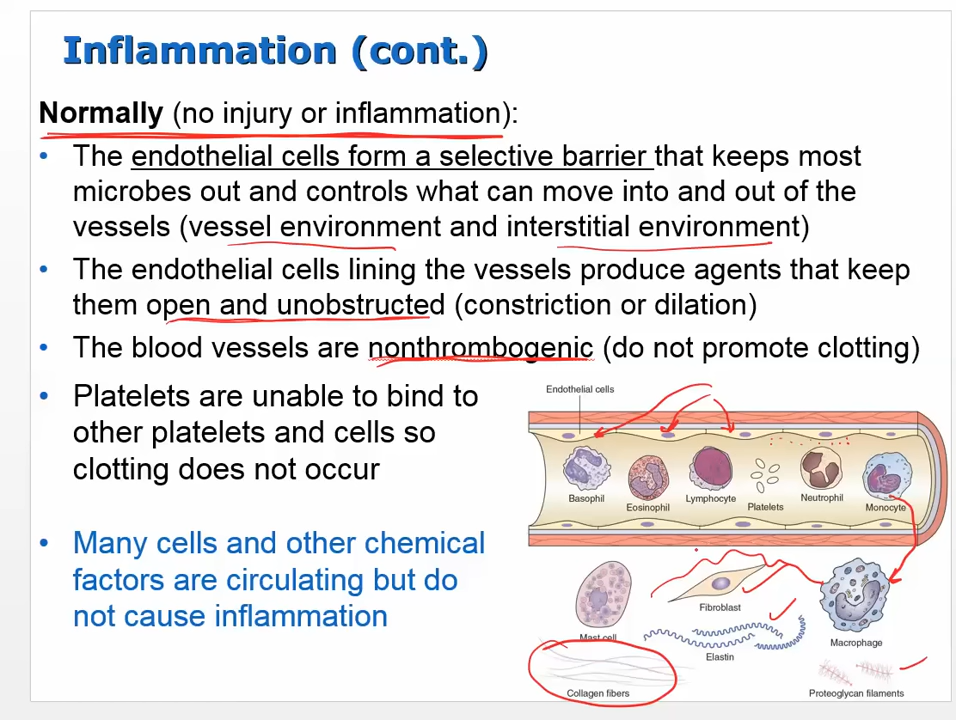 Inflammation (cont.)
Normally (no injury or inflammation):
• The endothelial cells form a selective barrier that keeps most
microbes out and controls what can move into and out of the
vessels (vessel environment and interstitial environment)
• The endothelial cells lining the vessels produce agents that keep
them open and unobstructed (constriction or dilation)
• The blood vessels are nonthrombogenic (do not promote clotting)
• Platelets are unable to bind to
other platelets and cells so
clotting does not occur
• Many cells and other chemical
factors are circulating but do
not cause inflammation
Endothelial cells
Basophil
Eosinophil
Lymphocyte
Platelets
Neutrophil
Monocyte
Mast cell
Fibroblast
Macrophage
Elastin
Collagen fibers
Proteoglycan filaments